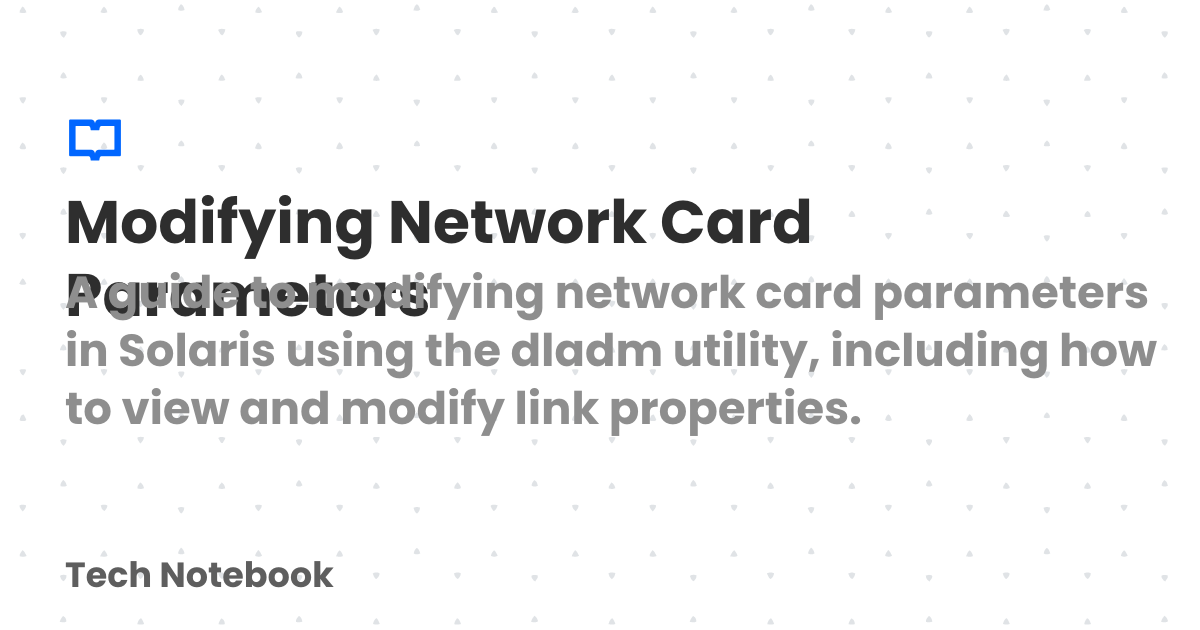 Modifying Network Card
Parameters
A guide to modifying network card parameters
in Solaris using the dladm utility, including how
to view and modify link properties.
Tech Notebook